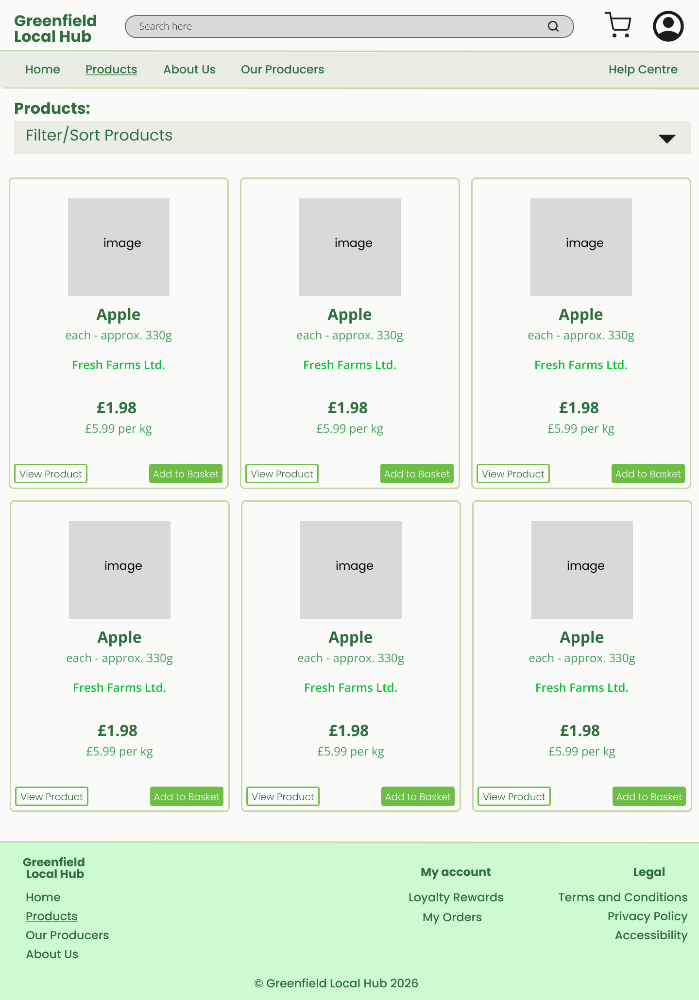 Greenfield
Local Hub
Search here
Home Products About Us Our Producers Help Centre
Products:
Filter/Sort Products
image image image
Apple Apple Apple
each - approx. 330g each - approx. 330g each - approx. 330g
Fresh Farms Ltd. Fresh Farms Ltd. Fresh Farms Ltd.
£1.98 £1.98 £1.98
£5.99 per kg £5.99 per kg £5.99 per kg
View Product Add to Basket View Product Add to Basket View Product Add to Basket
image image image
Apple Apple Apple
each - approx. 330g each - approx. 330g each - approx. 330g
Fresh Farms Ltd. Fresh Farms Ltd. Fresh Farms Ltd.
£1.98 £1.98 £1.98
£5.99 per kg £5.99 per kg £5.99 per kg
View Product Add to Basket View Product Add to Basket View Product Add to Basket
Greenfield
Local Hub
Home
Products
Our Producers
About Us
My account
Loyalty Rewards
My Orders
Legal
Terms and Conditions
Privacy Policy
Accessibility
© Greenfield Local Hub 2026